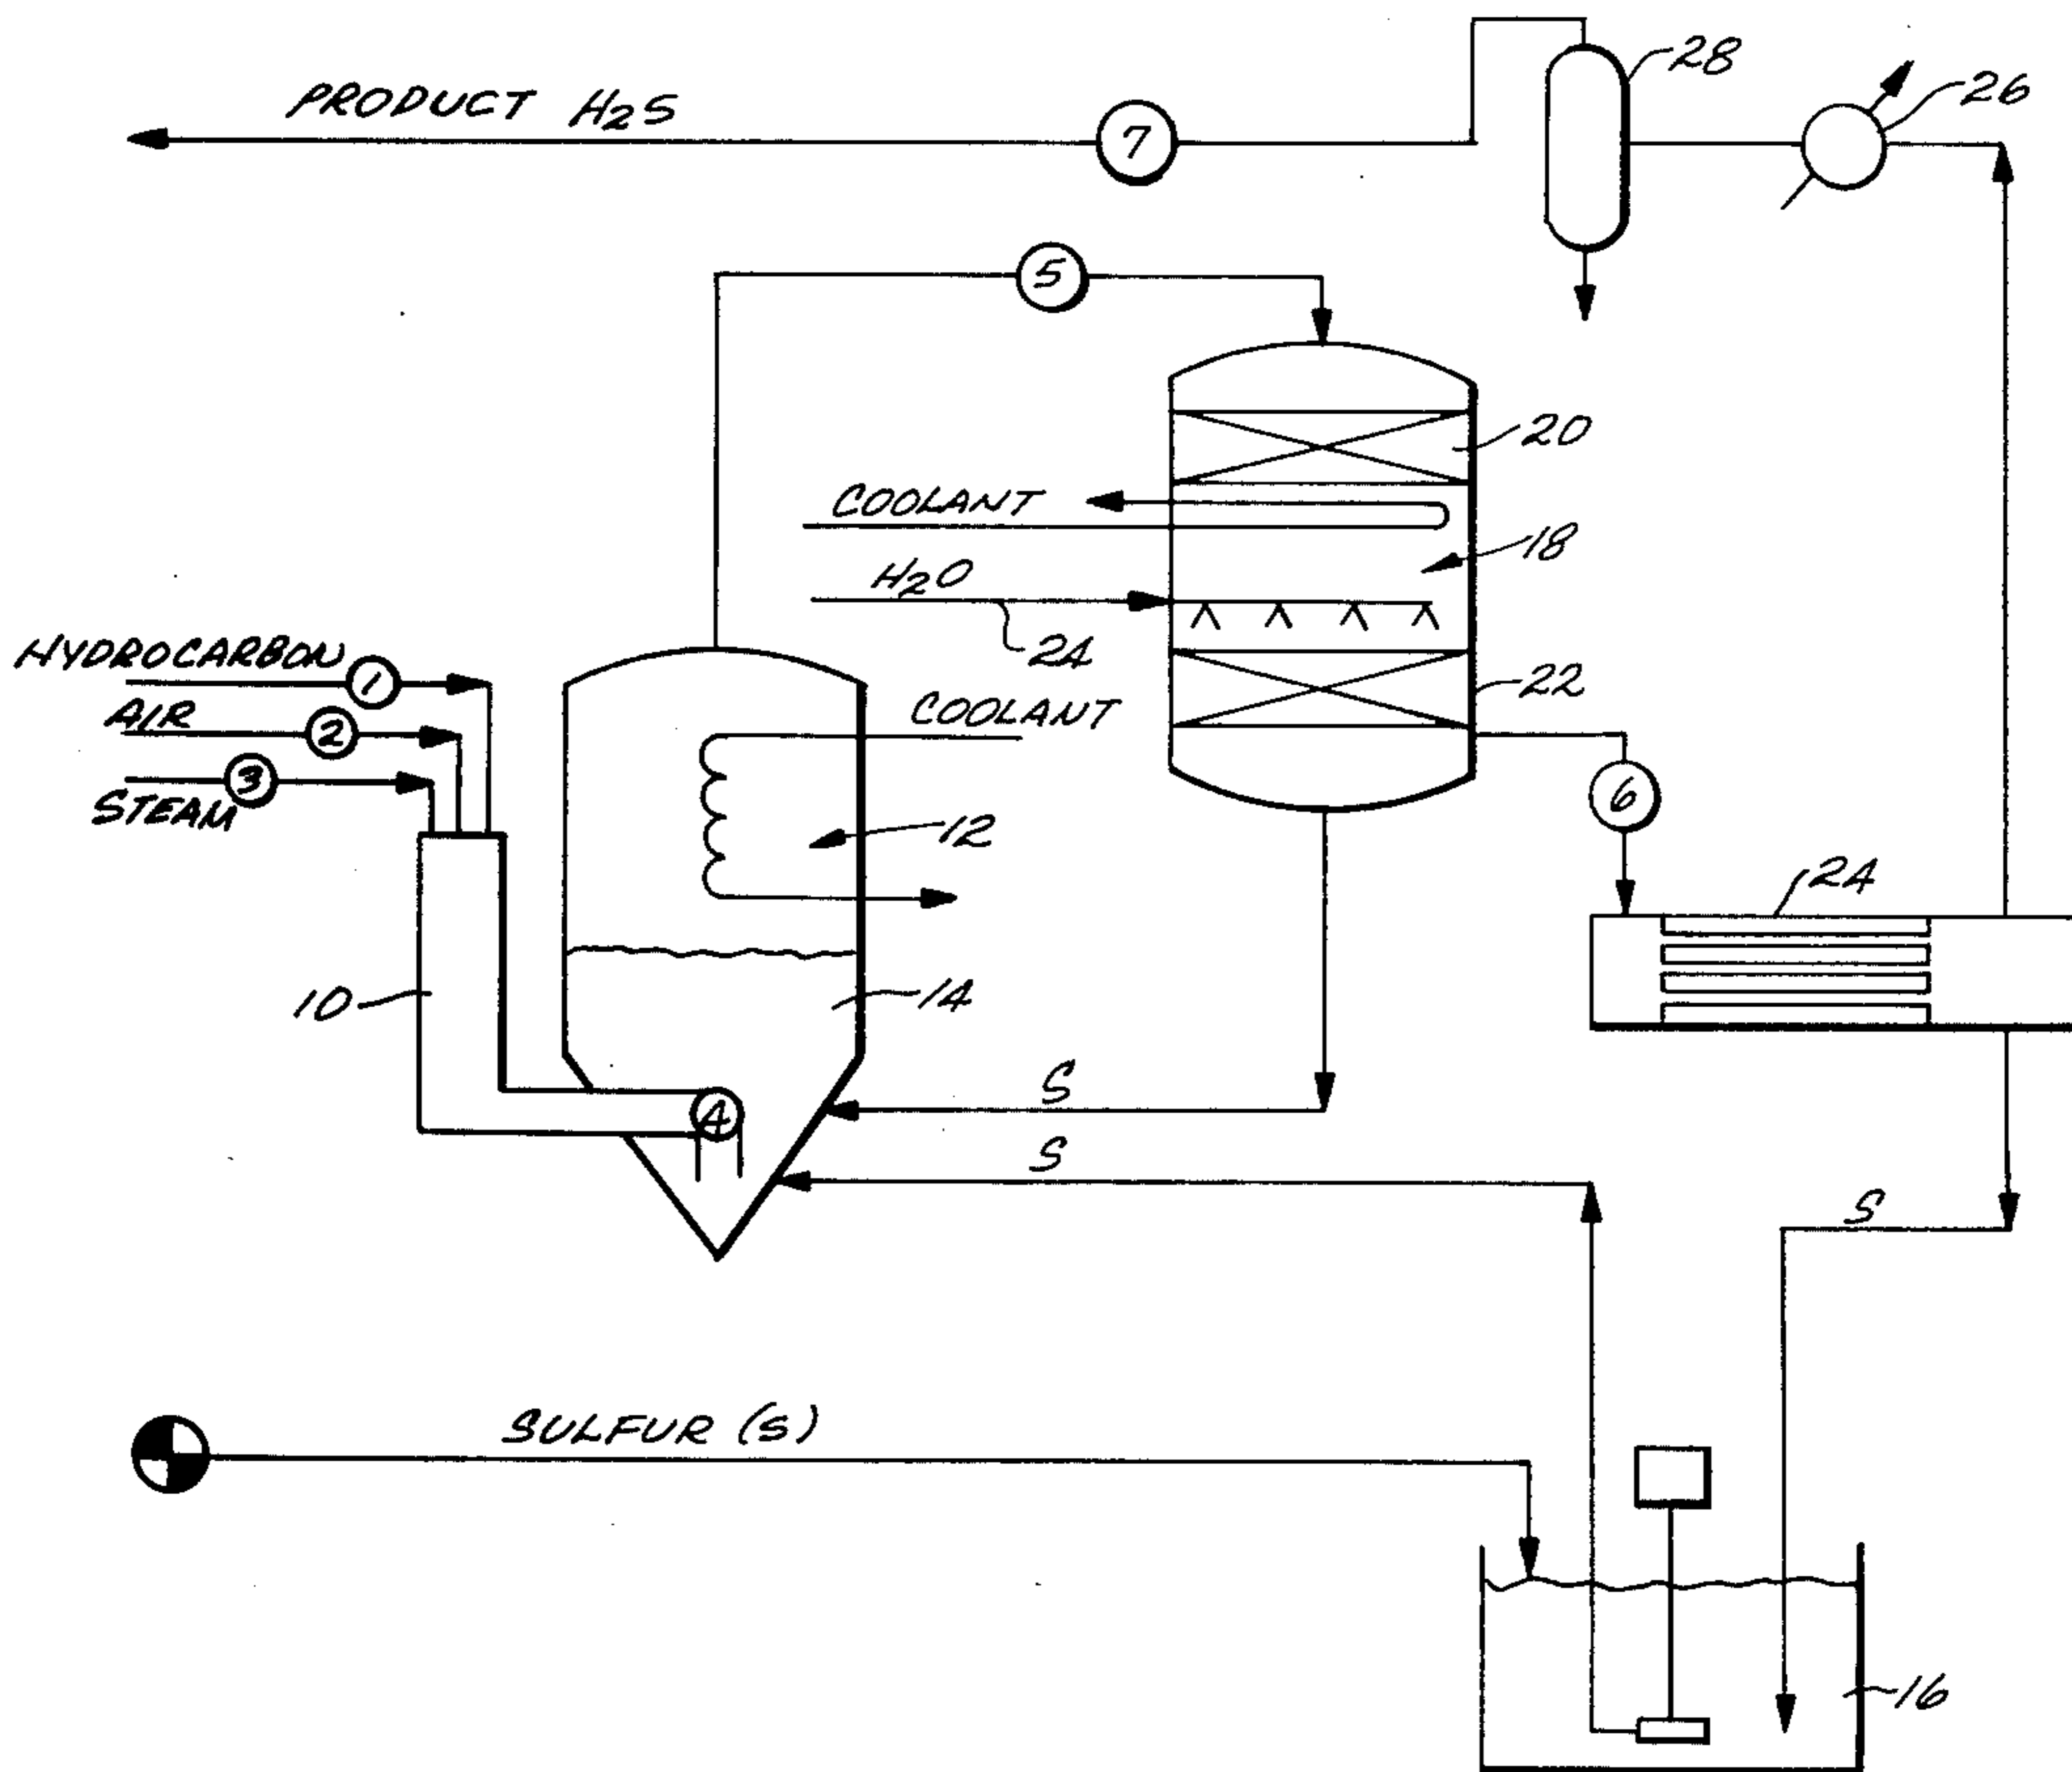 PRODUCT H2S
7
28
26
5
20
COOLANT
18
H2O
24
HYDROCARBON 1
22
AIR 2
COOLANT
STEAM 3
6
12
24
10
14
S
4
S
S
SULFUR (S)
16